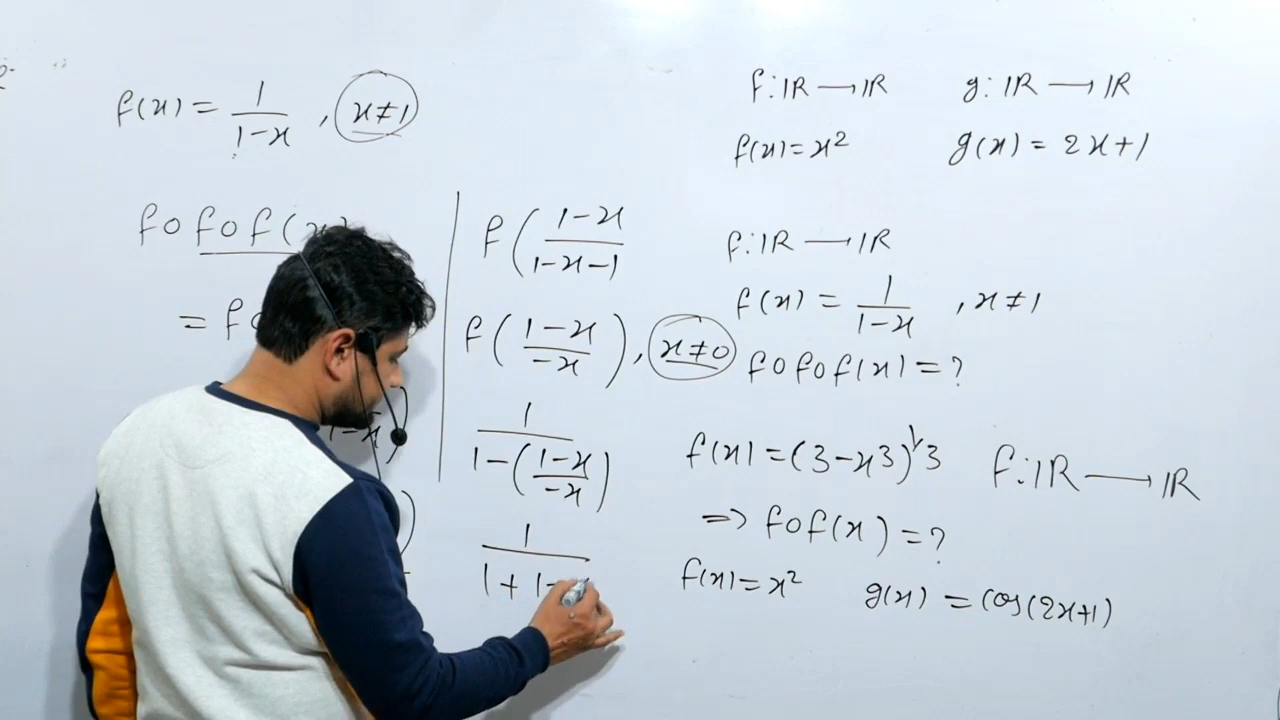 f(x) = 1/(1-x), x≠1
fofof(x)
= fo
1-x)
f((1-x)/(1-x-1)
f((1-x)/(-x)), x≠0
1/(1-((1-x)/(-x)))
1/(1+1-
f:IR → IR
g: IR → IR
f(x) = x²
g(x) = 2x+1
f:IR → IR
f(x) = 1/(1-x), x≠1
fofof(x) = ?
f(x) = (3-x3)^1/3
f:IR → IR
⇒ fof(x) = ?
f(x) = x²
g(x) = cos(2x+1)